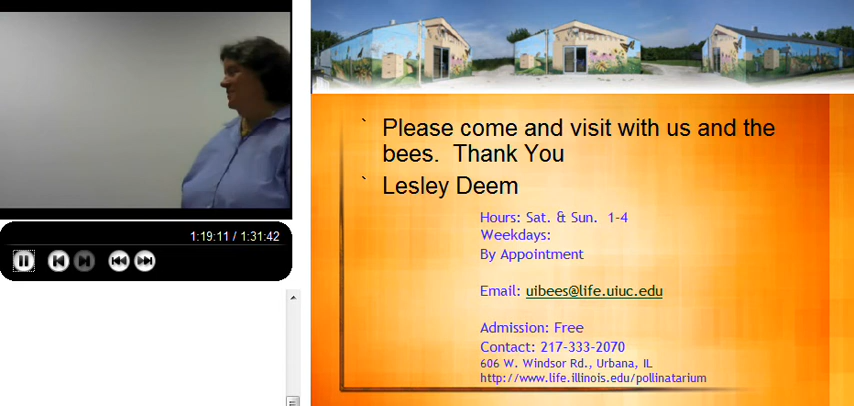 1:19:11 / 1:31:42
` Please come and visit with us and the
bees.  Thank You
` Lesley Deem
Hours: Sat. & Sun.  1-4
Weekdays:
By Appointment
Email: uibees@life.uiuc.edu
Admission: Free
Contact: 217-333-2070
606 W. Windsor Rd., Urbana, IL
http://www.life.illinois.edu/pollinatarium